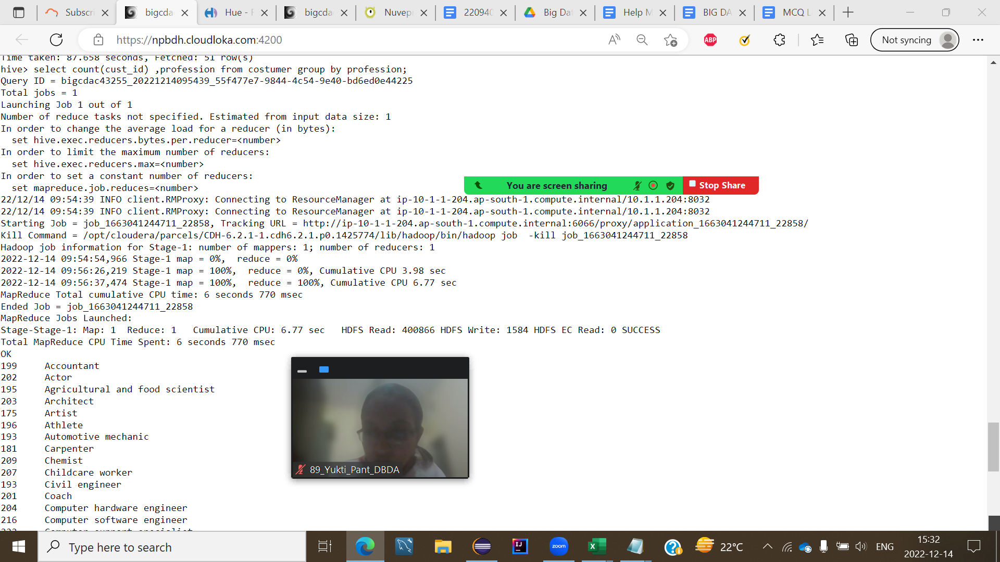 Subscri
bigcda
Hue - F
bigcda
Nuvepr
22094
Big Dat
Help M
BIG DA
MCQ L
https://npbdh.cloudloka.com:4200
ABP
Not syncing
Time taken: 87.658 seconds, Fetched: 51 row(s)
hive> select count(cust_id) ,profession from costumer group by profession;
Query ID = bigcdac43255_20221214095439_55f477e7-9844-4c54-9e40-bd6ed0e44225
Total jobs = 1
Launching Job 1 out of 1
Number of reduce tasks not specified. Estimated from input data size: 1
In order to change the average load for a reducer (in bytes):
  set hive.exec.reducers.bytes.per.reducer=<number>
In order to limit the maximum number of reducers:
  set hive.exec.reducers.max=<number>
In order to set a constant number of reducers:
  set mapreduce.job.reduces=<number>
You are screen sharing
Stop Share
22/12/14 09:54:39 INFO client.RMProxy: Connecting to ResourceManager at ip-10-1-1-204.ap-south-1.compute.internal/10.1.1.204:8032
22/12/14 09:54:39 INFO client.RMProxy: Connecting to ResourceManager at ip-10-1-1-204.ap-south-1.compute.internal/10.1.1.204:8032
Starting Job = job_1663041244711_22858, Tracking URL = http://ip-10-1-1-204.ap-south-1.compute.internal:6066/proxy/application_1663041244711_22858/
Kill Command = /opt/cloudera/parcels/CDH-6.2.1-1.cdh6.2.1.p0.1425774/lib/hadoop/bin/hadoop job  -kill job_1663041244711_22858
Hadoop job information for Stage-1: number of mappers: 1; number of reducers: 1
2022-12-14 09:54:54,966 Stage-1 map = 0%,  reduce = 0%
2022-12-14 09:56:26,219 Stage-1 map = 100%,  reduce = 0%, Cumulative CPU 3.98 sec
2022-12-14 09:56:37,474 Stage-1 map = 100%,  reduce = 100%, Cumulative CPU 6.77 sec
MapReduce Total cumulative CPU time: 6 seconds 770 msec
Ended Job = job_1663041244711_22858
MapReduce Jobs Launched:
Stage-Stage-1: Map: 1  Reduce: 1   Cumulative CPU: 6.77 sec   HDFS Read: 400866 HDFS Write: 1584 HDFS EC Read: 0 SUCCESS
Total MapReduce CPU Time Spent: 6 seconds 770 msec
OK
199     Accountant
202     Actor
195     Agricultural and food scientist
203     Architect
175     Artist
196     Athlete
193     Automotive mechanic
181     Carpenter
209     Chemist
207     Childcare worker
193     Civil engineer
201     Coach
204     Computer hardware engineer
216     Computer software engineer
222     Computer support specialist
89_Yukti_Pant_DBDA
Type here to search
IJ
zoom
22°C
ENG
15:32
2022-12-14